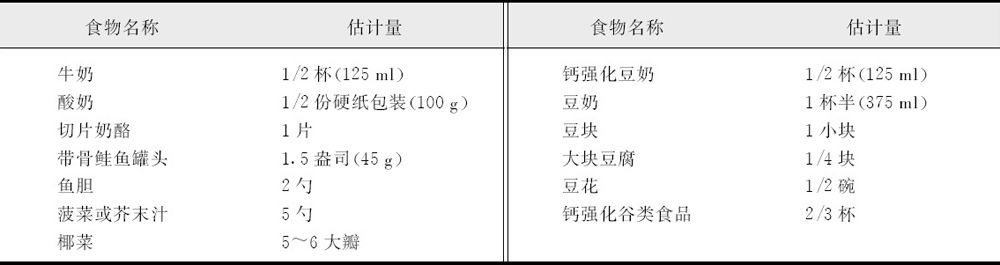 食物名称 估计量 食物名称 估计量
牛奶 1/2 杯(125 ml) 钙强化豆奶 1/2 杯(125 ml)
酸奶 1/2 份硬纸包装(100 g) 豆奶 1 杯半(375 ml)
切片奶酪 1 片 豆块 1 小块
带骨鲑鱼罐头 1.5 盎司(45 g) 大块豆腐 1/4 块
鱼胆 2 勺 豆花 1/2 碗
菠菜或芥末汁 5 勺 钙强化谷类食品 2/3 杯
椰菜 5~6 大瓣